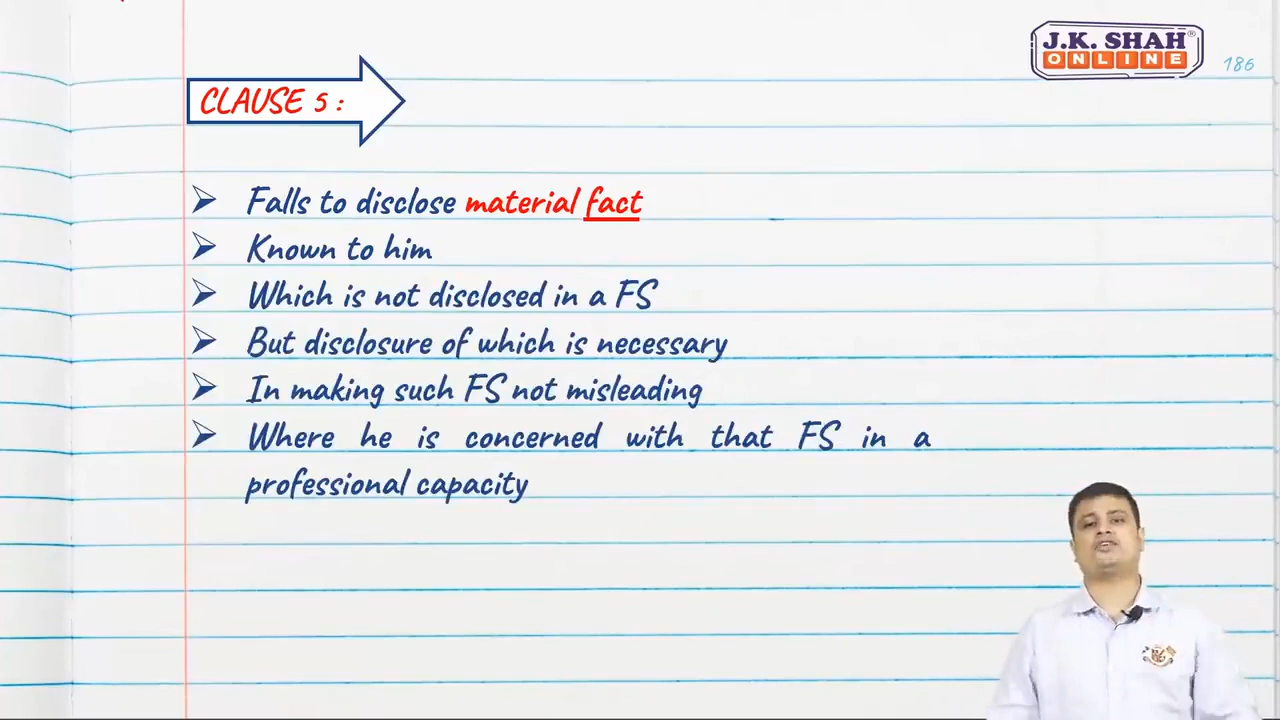 J.K. SHAH®
ONLINE
186
CLAUSE 5 :
➢ Falls to disclose material fact
➢ Known to him
➢ Which is not disclosed in a FS
➢ But disclosure of which is necessary
➢ In making such FS not misleading
➢ Where he is concerned with that FS in a
professional capacity